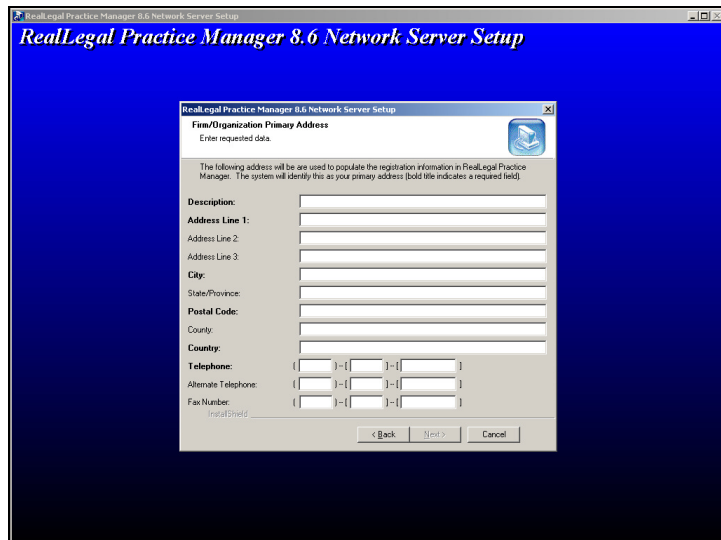 RealLegal Practice Manager 8.6 Network Server Setup
RealLegal Practice Manager 8.6 Network Server Setup
RealLegal Practice Manager 8.6 Network Server Setup
Firm/Organization Primary Address
Enter requested data.
The following address will be are used to populate the registration information in RealLegal Practice
Manager. The system will identify this as your primary address (bold title indicates a required field).
Description:
Address Line 1:
Address Line 2:
Address Line 3:
City:
State/Province:
Postal Code:
County:
Country:
Telephone: ( ) - ( ) - ( )
Alternate Telephone: ( ) - ( ) - ( )
Fax Number: ( ) - ( ) - ( )
InstallShield
< Back Next > Cancel